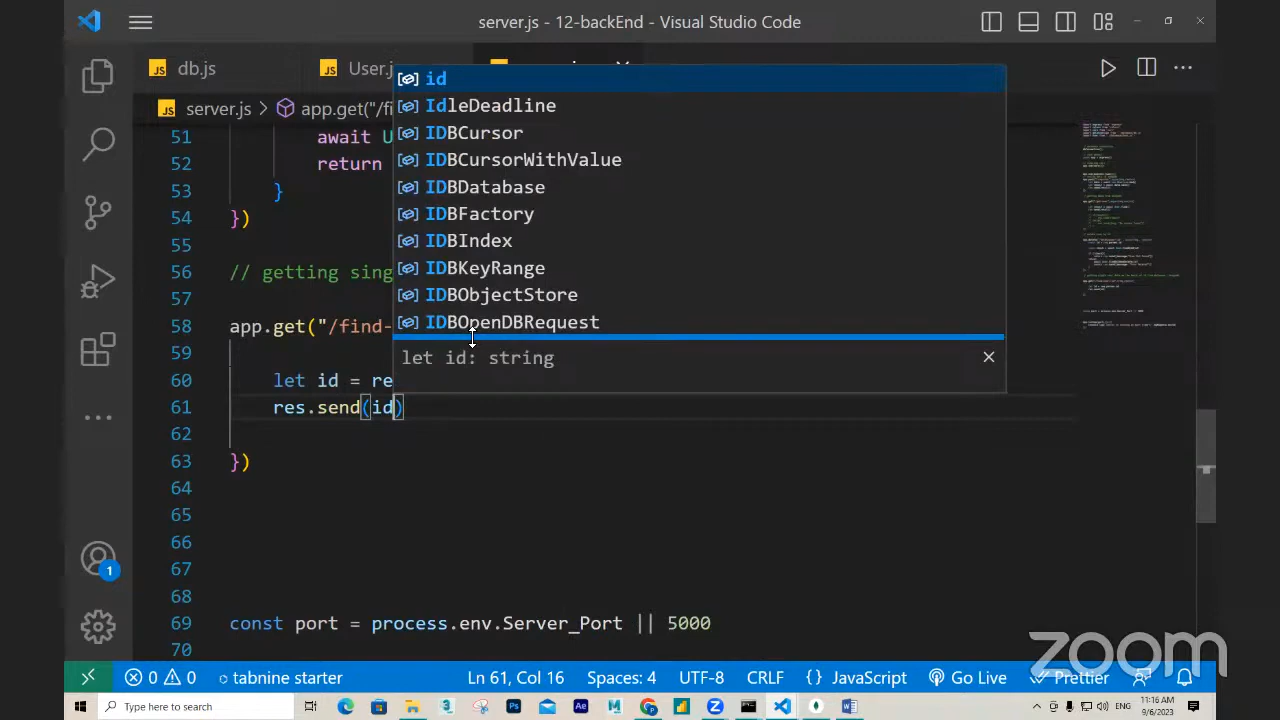 server.js - 12-backEnd - Visual Studio Code
JS db.js
JS User.j
JS server.js > app.get("/fi
51 await U
52 return
53 }
54 })
55
56 // getting sing
57
58 app.get("/find-
59
60 let id = re
61 res.send(id)
62
63 })
64
65
66
67
68
69 const port = process.env.Server_Port || 5000
70
id
IdleDeadline
IDBCursor
IDBCursorWithValue
IDBDatabase
IDBFactory
IDBIndex
IDBKeyRange
IDBObjectStore
IDBOpenDBRequest
let id: string
1
0 0 tabnine starter Ln 61, Col 16 Spaces: 4 UTF-8 CRLF {} JavaScript Go Live Prettier
zoom
Type here to search
11:16 AM
9/6/2023